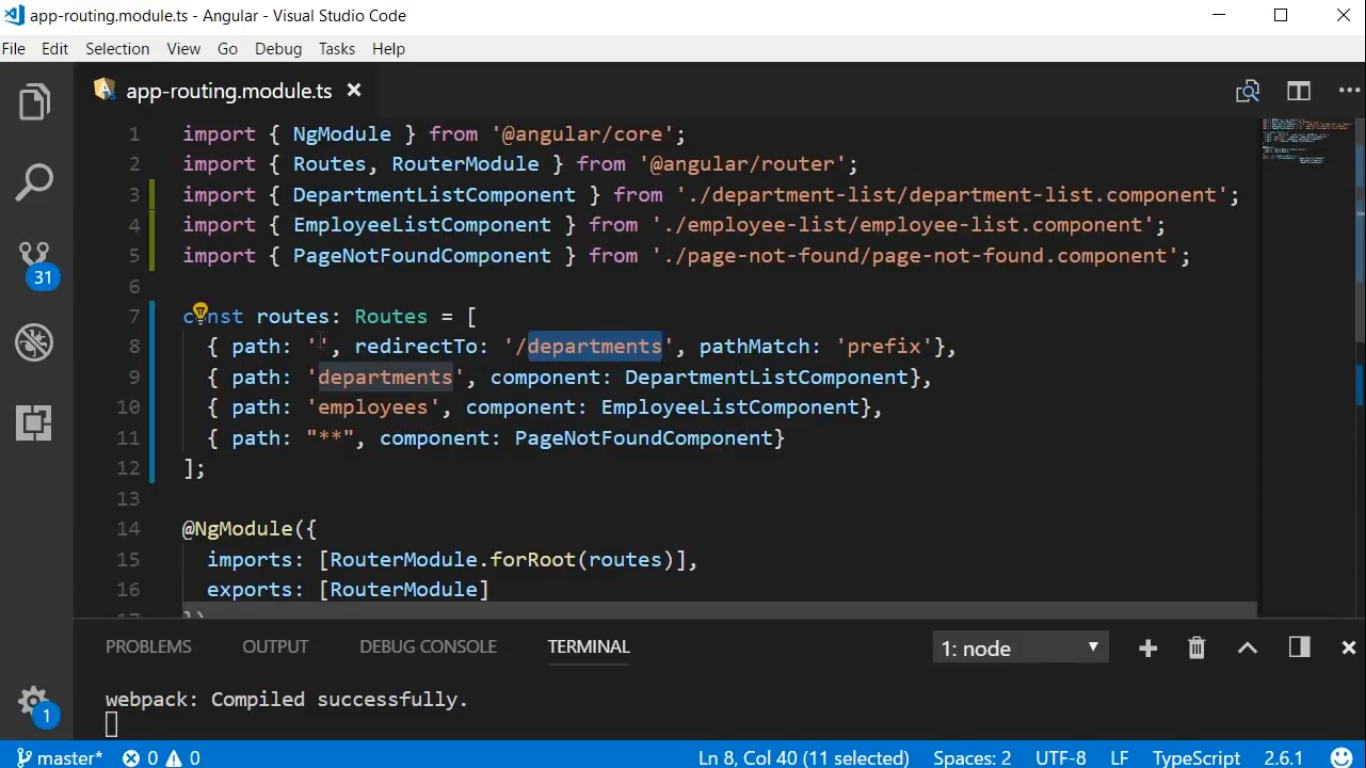 app-routing.module.ts - Angular - Visual Studio Code
File Edit Selection View Go Debug Tasks Help
app-routing.module.ts
1 import { NgModule } from '@angular/core';
2 import { Routes, RouterModule } from '@angular/router';
3 import { DepartmentListComponent } from './department-list/department-list.component';
4 import { EmployeeListComponent } from './employee-list/employee-list.component';
5 import { PageNotFoundComponent } from './page-not-found/page-not-found.component';
6
7 const routes: Routes = [
8 { path: '', redirectTo: '/departments', pathMatch: 'prefix'},
9 { path: 'departments', component: DepartmentListComponent},
10 { path: 'employees', component: EmployeeListComponent},
11 { path: "**", component: PageNotFoundComponent}
12 ];
13
14 @NgModule({
15 imports: [RouterModule.forRoot(routes)],
16 exports: [RouterModule]
17 })
31
1
PROBLEMS OUTPUT DEBUG CONSOLE TERMINAL 1: node
webpack: Compiled successfully.
master* 0 0 Ln 8, Col 40 (11 selected) Spaces: 2 UTF-8 LF TypeScript 2.6.1